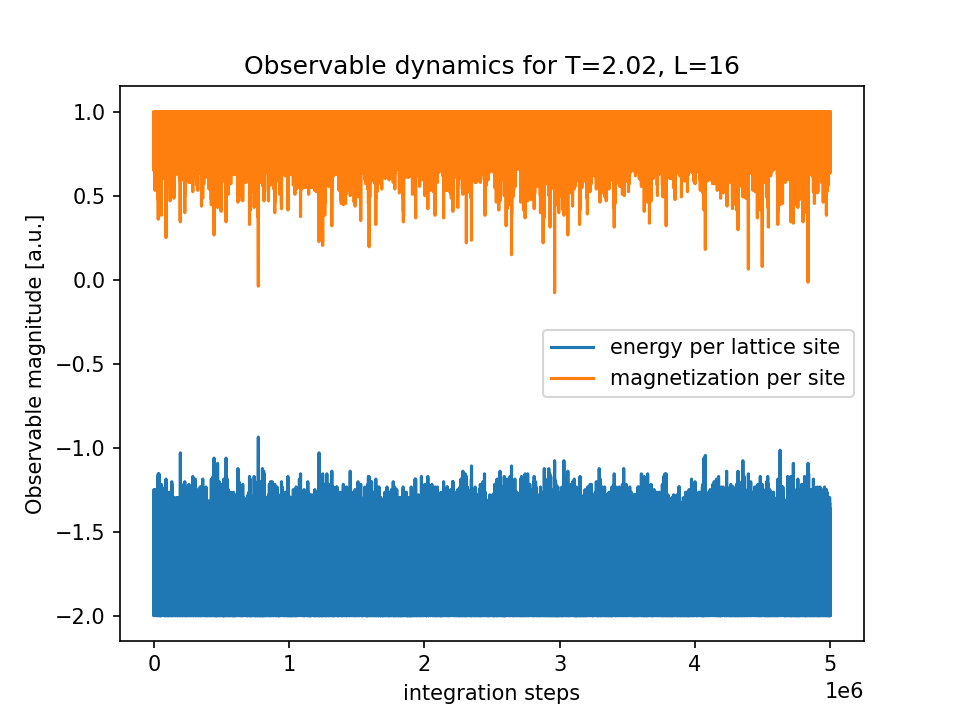 Observable dynamics for T=2.02, L=16
Observable magnitude [a.u.]
1.0
0.5
0.0
−0.5
−1.0
−1.5
−2.0
energy per lattice site
magnetization per site
0 1 2 3 4 5
1e6
integration steps